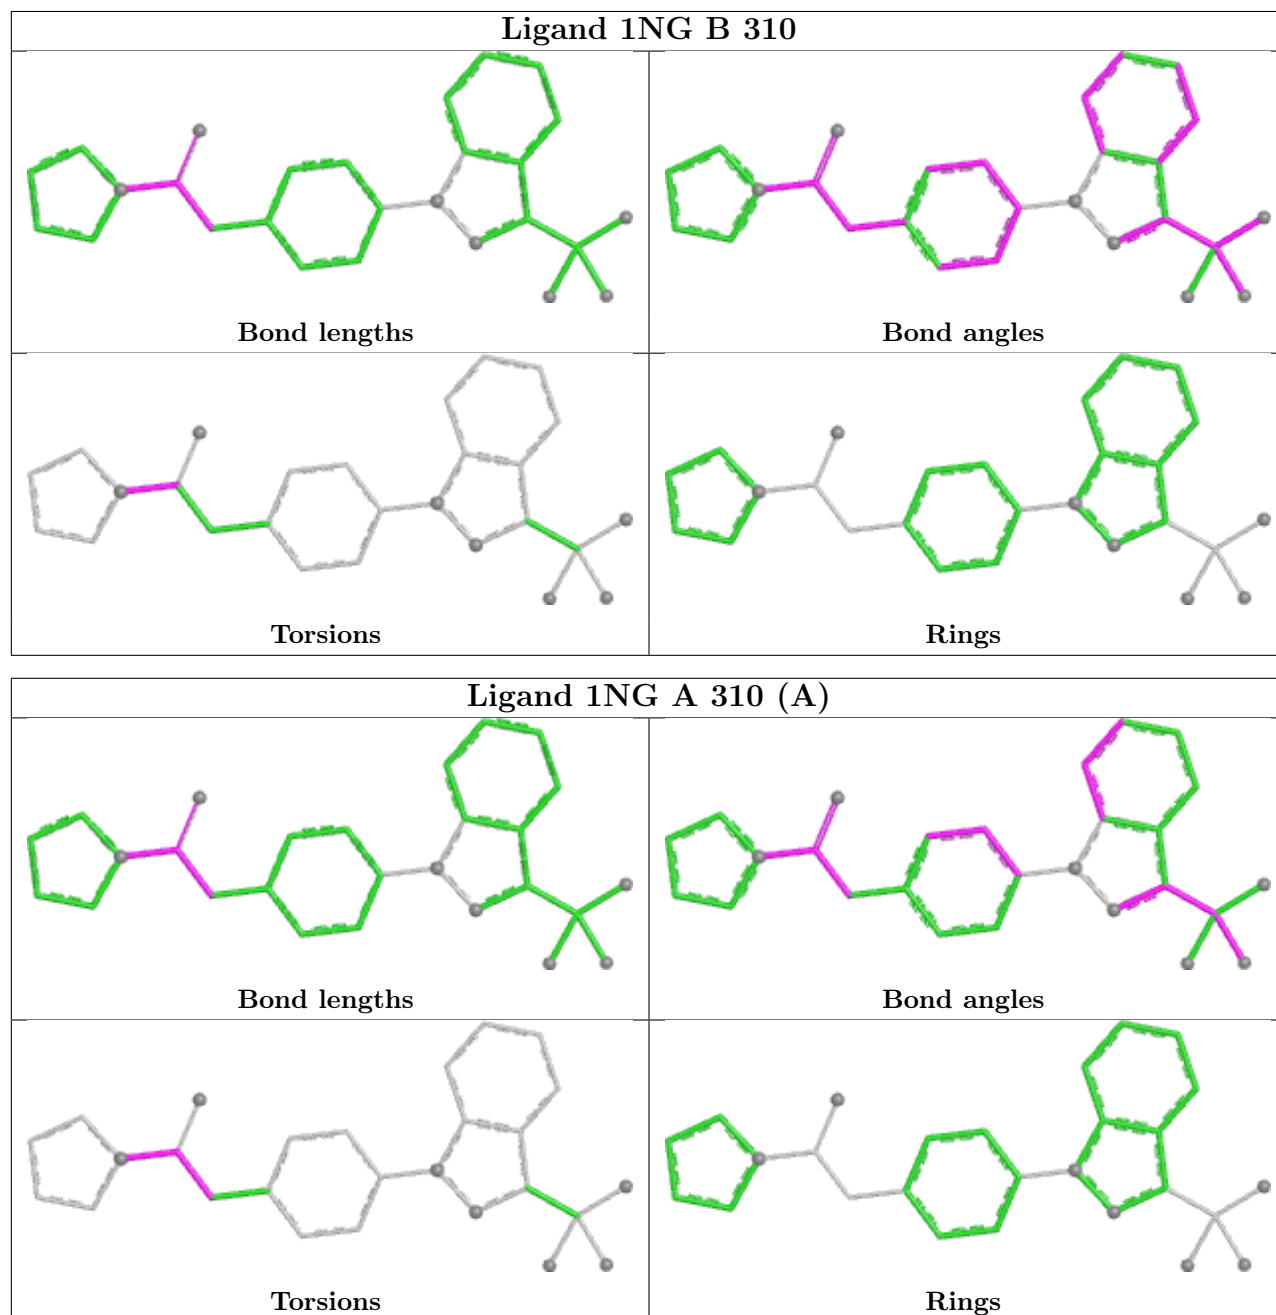 Ligand 1NG B 310
Bond lengths
Bond angles
Torsions
Rings
Ligand 1NG A 310 (A)
Bond lengths
Bond angles
Torsions
Rings